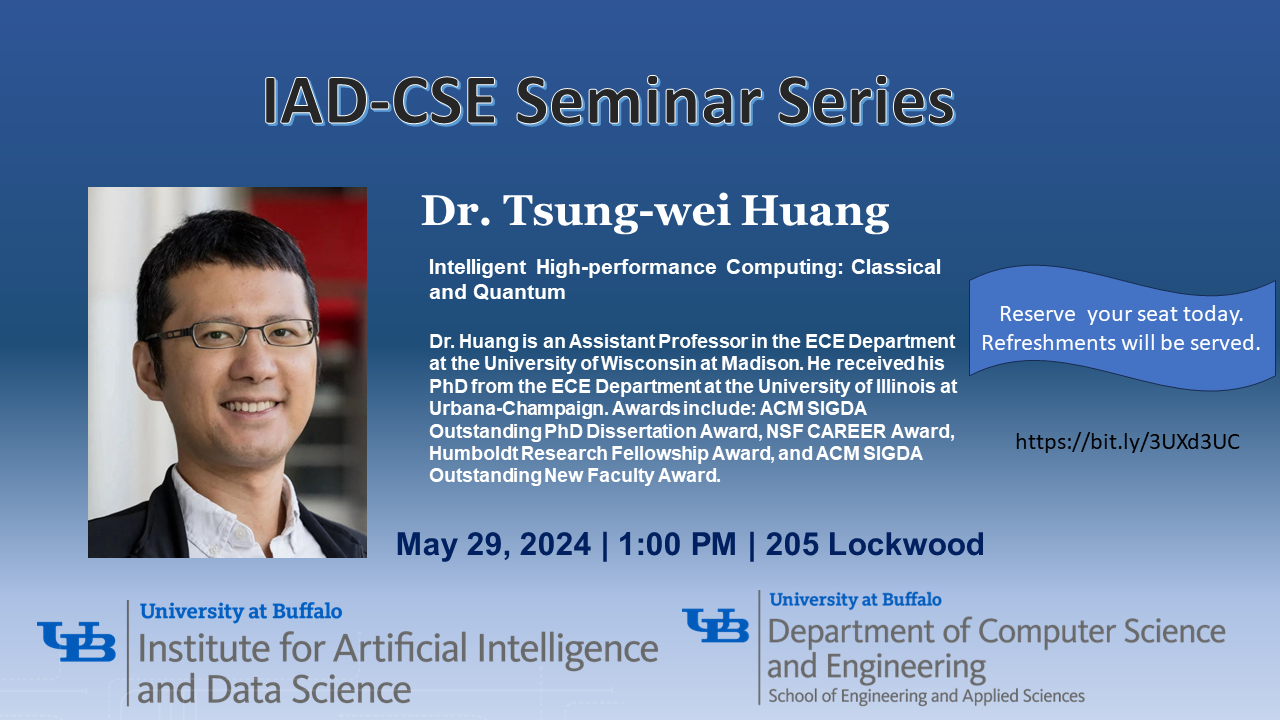 IAD-CSE Seminar Series
Dr. Tsung-wei Huang
Intelligent High-performance Computing: Classical
and Quantum
Dr. Huang is an Assistant Professor in the ECE Department
at the University of Wisconsin at Madison. He received his
PhD from the ECE Department at the University of Illinois at
Urbana-Champaign. Awards include: ACM SIGDA
Outstanding PhD Dissertation Award, NSF CAREER Award,
Humboldt Research Fellowship Award, and ACM SIGDA
Outstanding New Faculty Award.
Reserve your seat today.
Refreshments will be served.
https://bit.ly/3UXd3UC
May 29, 2024 | 1:00 PM | 205 Lockwood
UB
University at Buffalo
Institute for Artificial Intelligence
and Data Science
UB
University at Buffalo
Department of Computer Science
and Engineering
School of Engineering and Applied Sciences